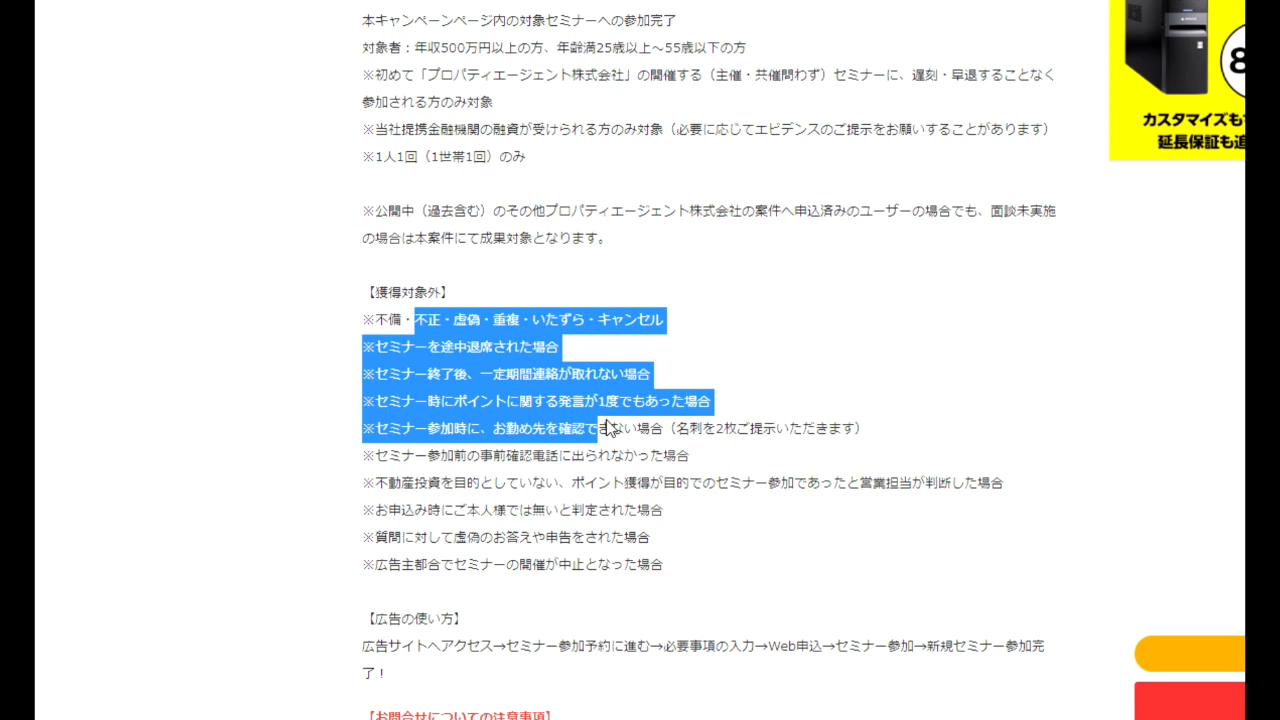 本キャンペーンページ内の対象セミナーへの参加完了
対象者：年収500万円以上の方、年齢満25歳以上～55歳以下の方
※初めて「プロパティエージェント株式会社」の開催する（主催・共催問わず）セミナーに、遅刻・早退することなく
参加される方のみ対象
※当社提携金融機関の融資が受けられる方のみ対象（必要に応じてエビデンスのご提示をお願いすることがあります）
※1人1回（1世帯1回）のみ
※公開中（過去含む）のその他プロパティエージェント株式会社の案件へ申込済みのユーザーの場合でも、面談未実施
の場合は本案件にて成果対象となります。
【獲得対象外】
※不備・不正・虚偽・重複・いたずら・キャンセル
※セミナーを途中退席された場合
※セミナー終了後、一定期間連絡が取れない場合
※セミナー時にポイントに関する発言が1度でもあった場合
※セミナー参加時に、お勤め先を確認できない場合（名刺を2枚ご提示いただきます）
※セミナー参加前の事前確認電話に出られなかった場合
※不動産投資を目的としていない、ポイント獲得が目的でのセミナー参加であったと営業担当が判断した場合
※お申込み時にご本人様では無いと判定された場合
※質問に対して虚偽のお答えや申告をされた場合
※広告主都合でセミナーの開催が中止となった場合
【広告の使い方】
広告サイトへアクセス→セミナー参加予約に進む→必要事項の入力→Web申込→セミナー参加→新規セミナー参加完
了！
【お問合せについての注意事項】
8
カスタマイズも
延長保証も